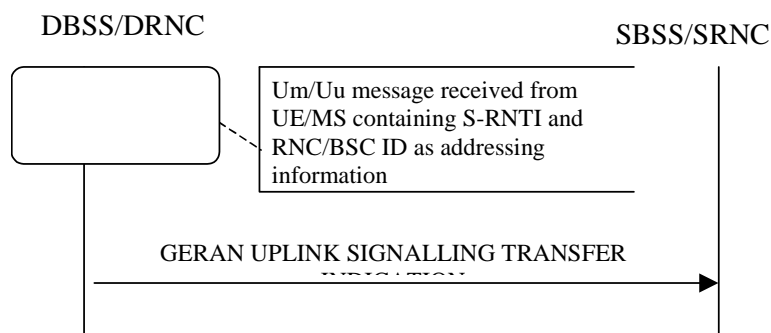 DBSS/DRNC
SBSS/SRNC
Um/Uu message received from
UE/MS containing S-RNTI and
RNC/BSC ID as addressing
information
GERAN UPLINK SIGNALLING TRANSFER
INDICATION